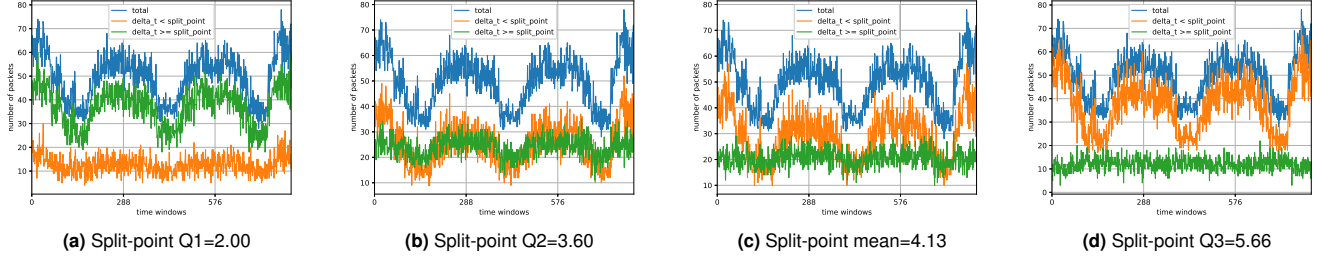 80
70
60
50
40
30
20
10
number of packets
total
delta_t < split_point
delta_t >= split_point
0
288
576
time windows
(a) Split-point Q1=2.00
80
70
60
50
40
30
20
10
number of packets
total
delta_t < split_point
delta_t >= split_point
0
288
576
time windows
(b) Split-point Q2=3.60
80
70
60
50
40
30
20
10
number of packets
total
delta_t < split_point
delta_t >= split_point
0
288
576
time windows
(c) Split-point mean=4.13
80
70
60
50
40
30
20
10
0
number of packets
total
delta_t < split_point
delta_t >= split_point
0
288
576
time windows
(d) Split-point Q3=5.66